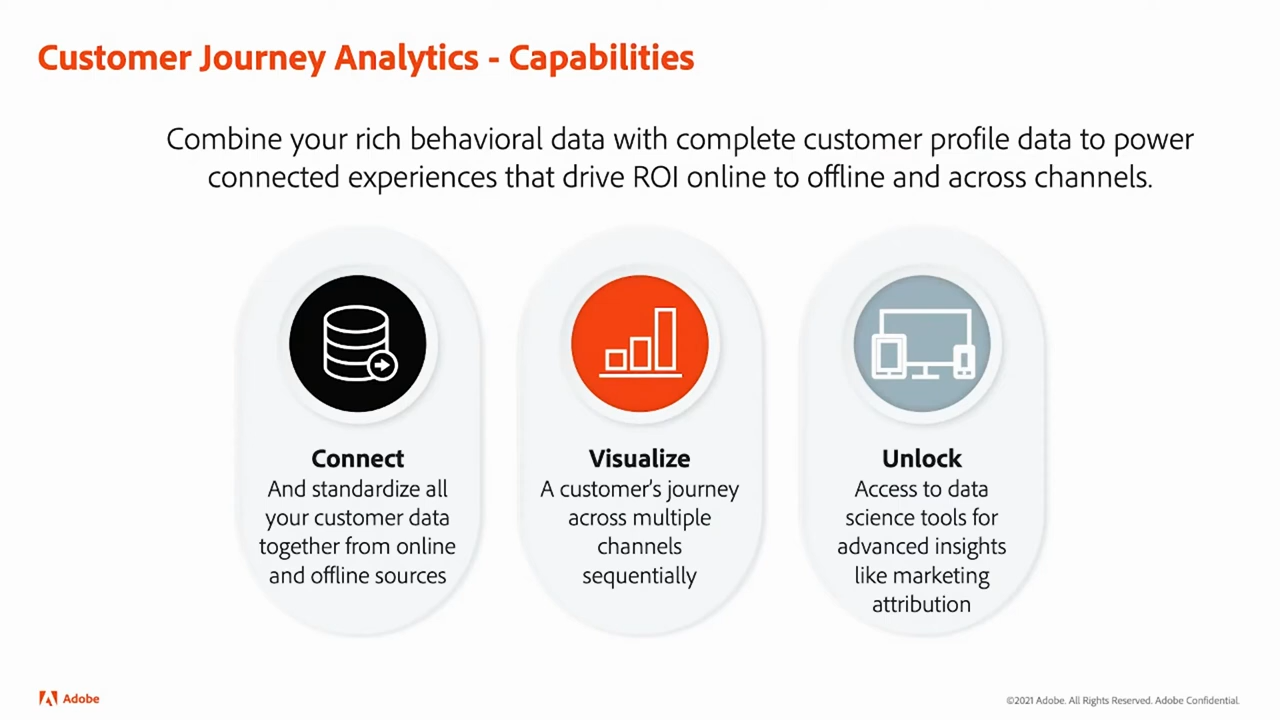 Customer Journey Analytics - Capabilities
Combine your rich behavioral data with complete customer profile data to power
connected experiences that drive ROI online to offline and across channels.
Connect
And standardize all
your customer data
together from online
and offline sources
Visualize
A customer's journey
across multiple
channels
sequentially
Unlock
Access to data
science tools for
advanced insights
like marketing
attribution
Adobe
©2021 Adobe. All Rights Reserved. Adobe Confidential.